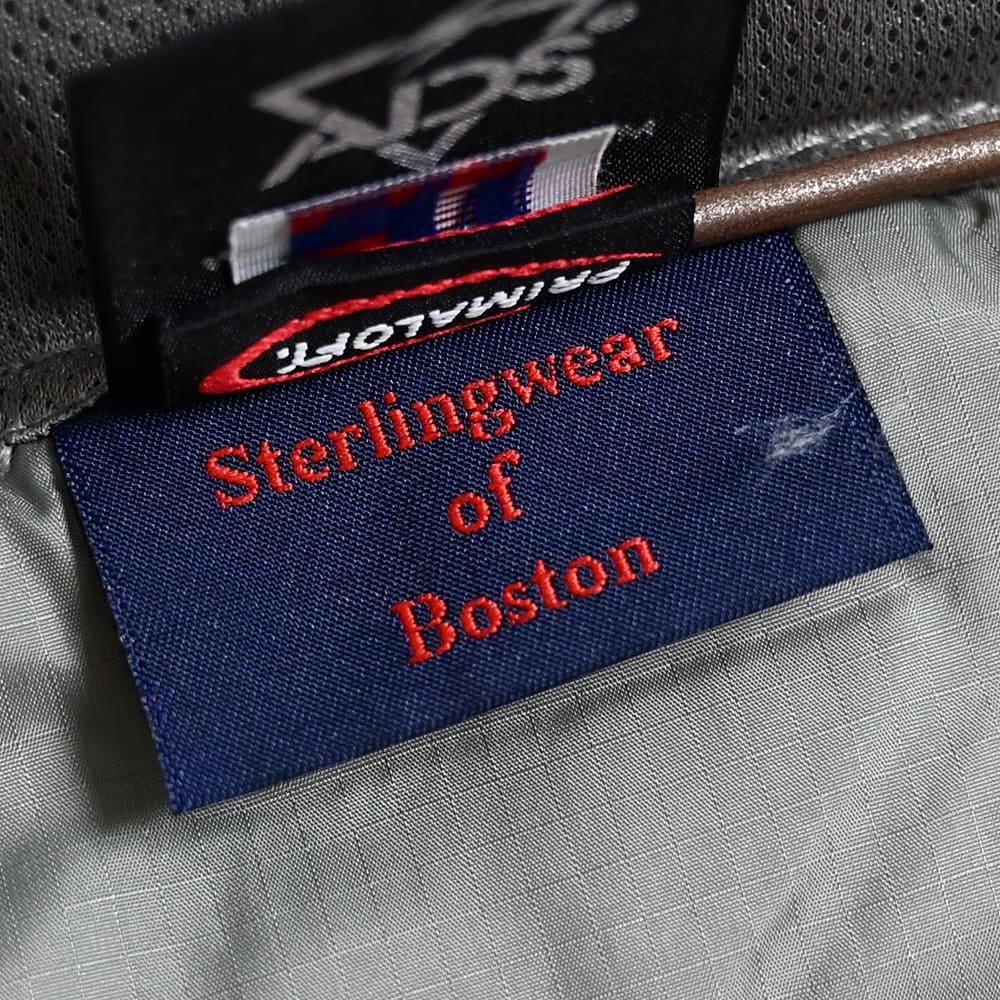 PRIMALOFT.
Sterlingwear
of
Boston